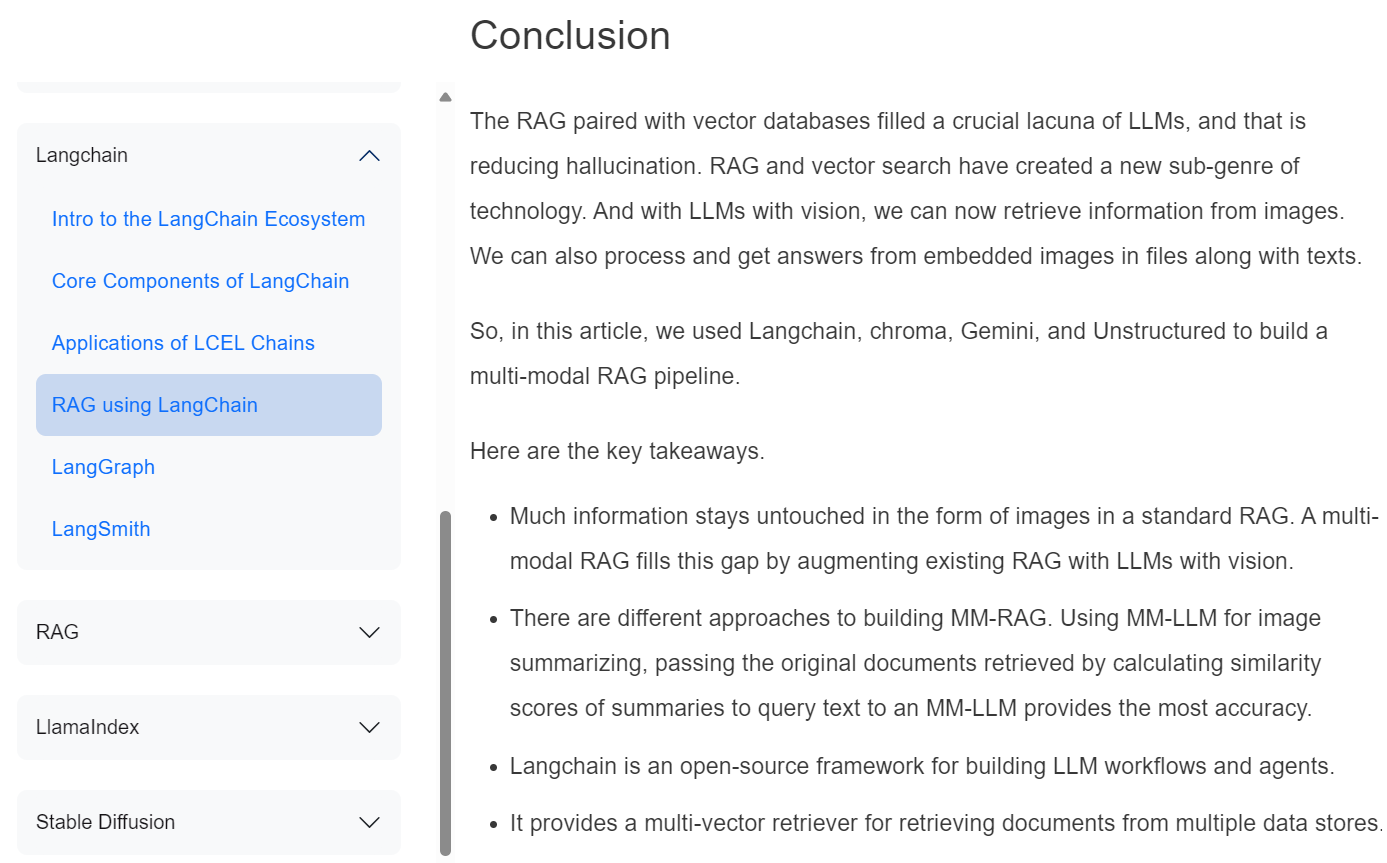 Conclusion
Langchain
Intro to the LangChain Ecosystem
Core Components of LangChain
Applications of LCEL Chains
RAG using LangChain
LangGraph
LangSmith
RAG
LlamaIndex
Stable Diffusion
The RAG paired with vector databases filled a crucial lacuna of LLMs, and that is
reducing hallucination. RAG and vector search have created a new sub-genre of
technology. And with LLMs with vision, we can now retrieve information from images.
We can also process and get answers from embedded images in files along with texts.
So, in this article, we used Langchain, chroma, Gemini, and Unstructured to build a
multi-modal RAG pipeline.
Here are the key takeaways.
• Much information stays untouched in the form of images in a standard RAG. A multi-
modal RAG fills this gap by augmenting existing RAG with LLMs with vision.
• There are different approaches to building MM-RAG. Using MM-LLM for image
summarizing, passing the original documents retrieved by calculating similarity
scores of summaries to query text to an MM-LLM provides the most accuracy.
• Langchain is an open-source framework for building LLM workflows and agents.
• It provides a multi-vector retriever for retrieving documents from multiple data stores.